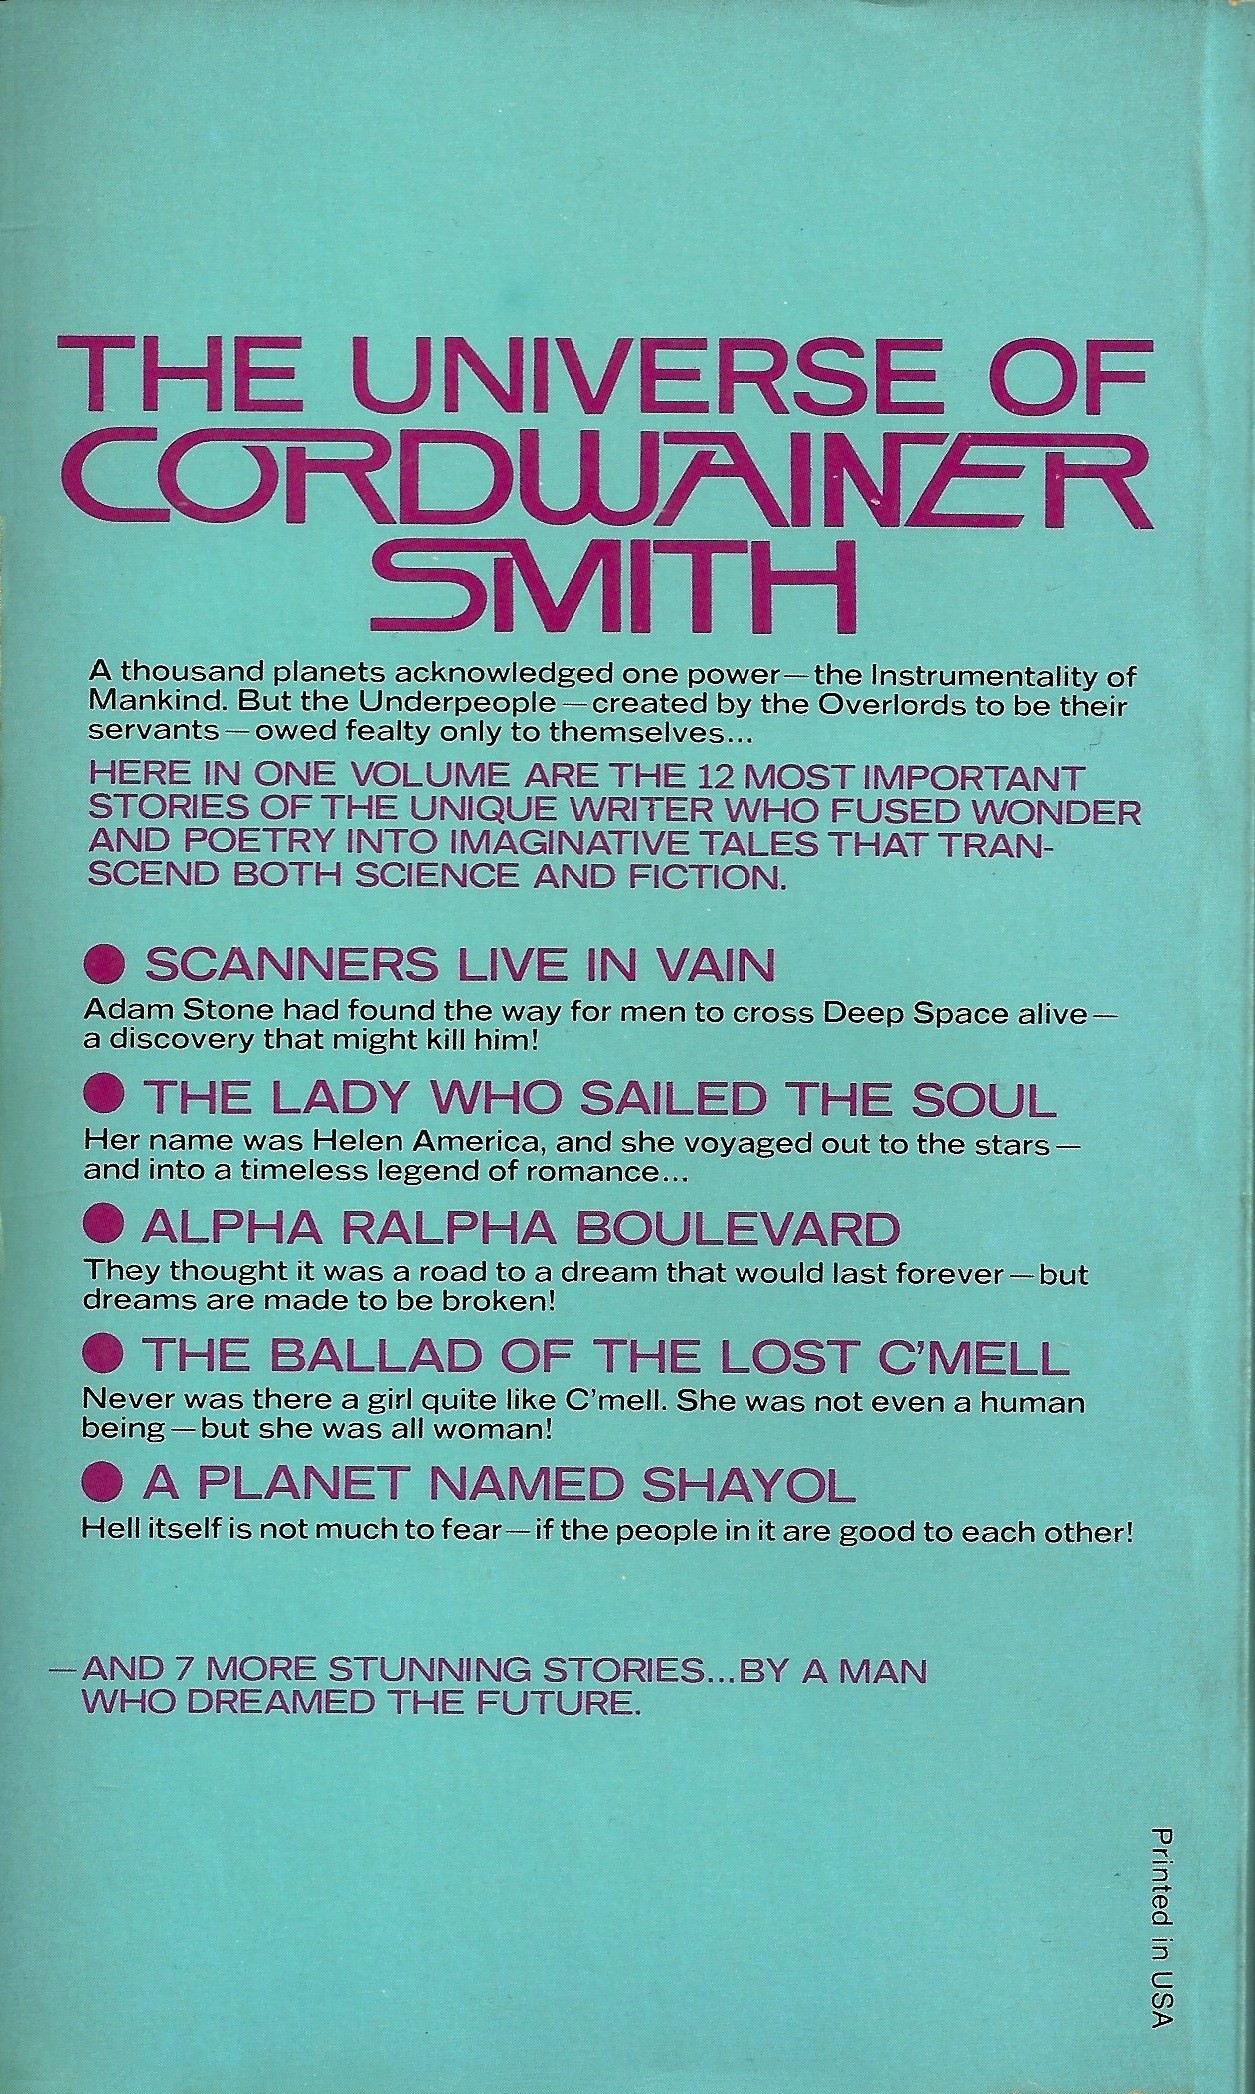 THE UNIVERSE OF
CORDWAINER
SMITH
A thousand planets acknowledged one power—the Instrumentality of
Mankind. But the Underpeople—created by the Overlords to be their
servants—owed fealty only to themselves...
HERE IN ONE VOLUME ARE THE 12 MOST IMPORTANT
STORIES OF THE UNIQUE WRITER WHO FUSED WONDER
AND POETRY INTO IMAGINATIVE TALES THAT TRAN-
SCEND BOTH SCIENCE AND FICTION.
● SCANNERS LIVE IN VAIN
Adam Stone had found the way for men to cross Deep Space alive—
a discovery that might kill him!
● THE LADY WHO SAILED THE SOUL
Her name was Helen America, and she voyaged out to the stars—
and into a timeless legend of romance...
● ALPHA RALPHA BOULEVARD
They thought it was a road to a dream that would last forever—but
dreams are made to be broken!
● THE BALLAD OF THE LOST C'MELL
Never was there a girl quite like C'mell. She was not even a human
being—but she was all woman!
● A PLANET NAMED SHAYOL
Hell itself is not much to fear—if the people in it are good to each other!
—AND 7 MORE STUNNING STORIES...BY A MAN
WHO DREAMED THE FUTURE.
Printed in USA